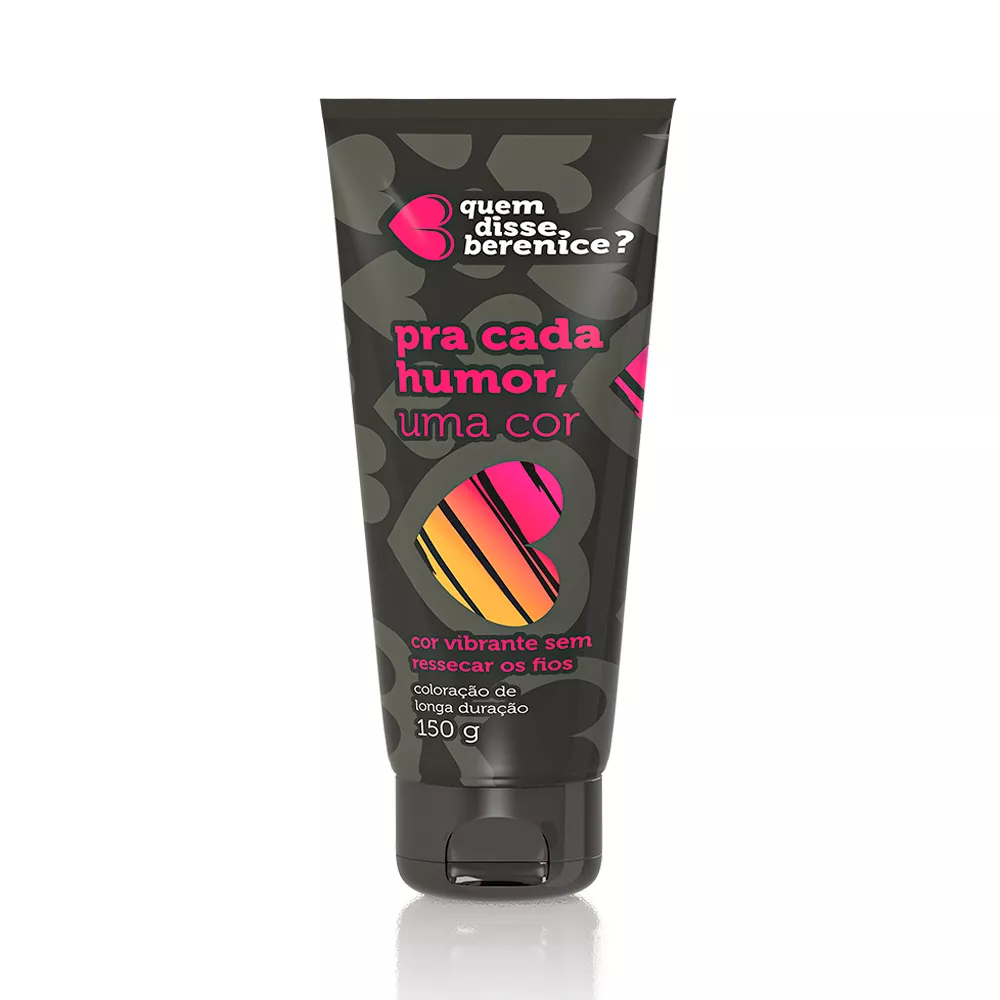 quem
disse,
berenice?
pra cada
humor,
uma cor
cor vibrante sem
ressecar os fios
coloração de
longa duração
150 g